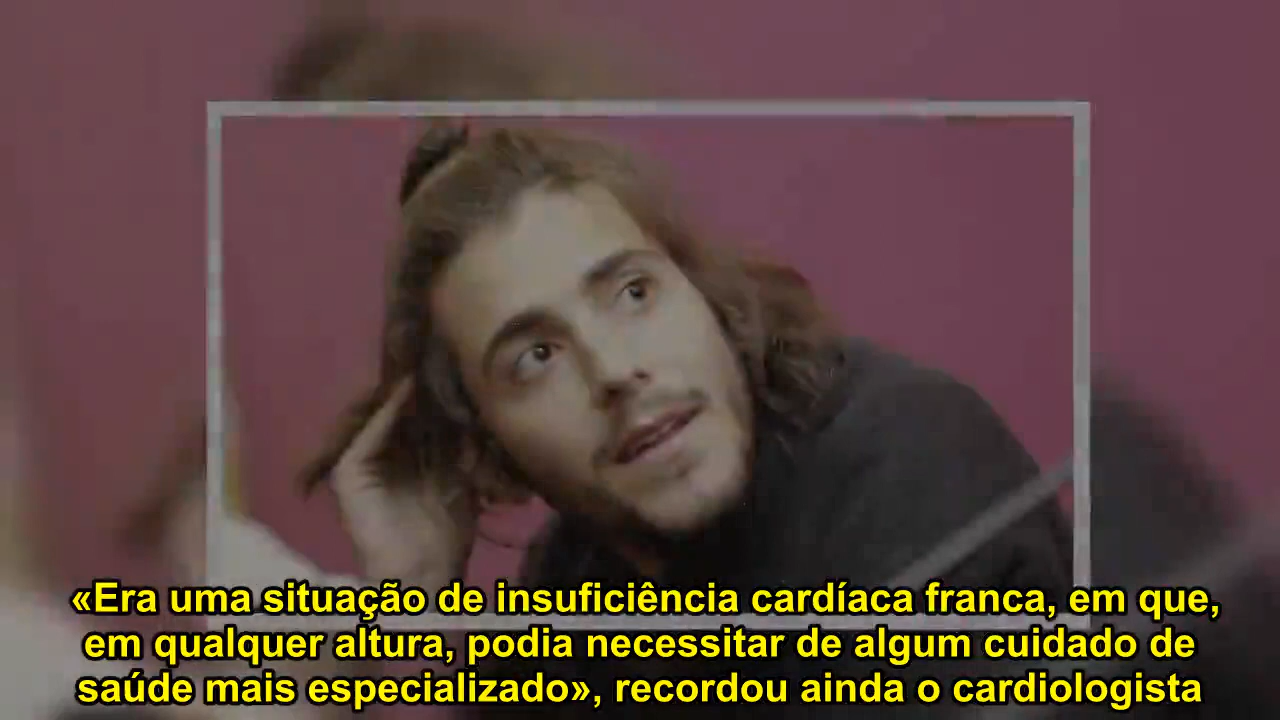 «Era uma situação de insuficiência cardíaca franca, em que,
em qualquer altura, podia necessitar de algum cuidado de
saúde mais especializado», recordou ainda o cardiologista